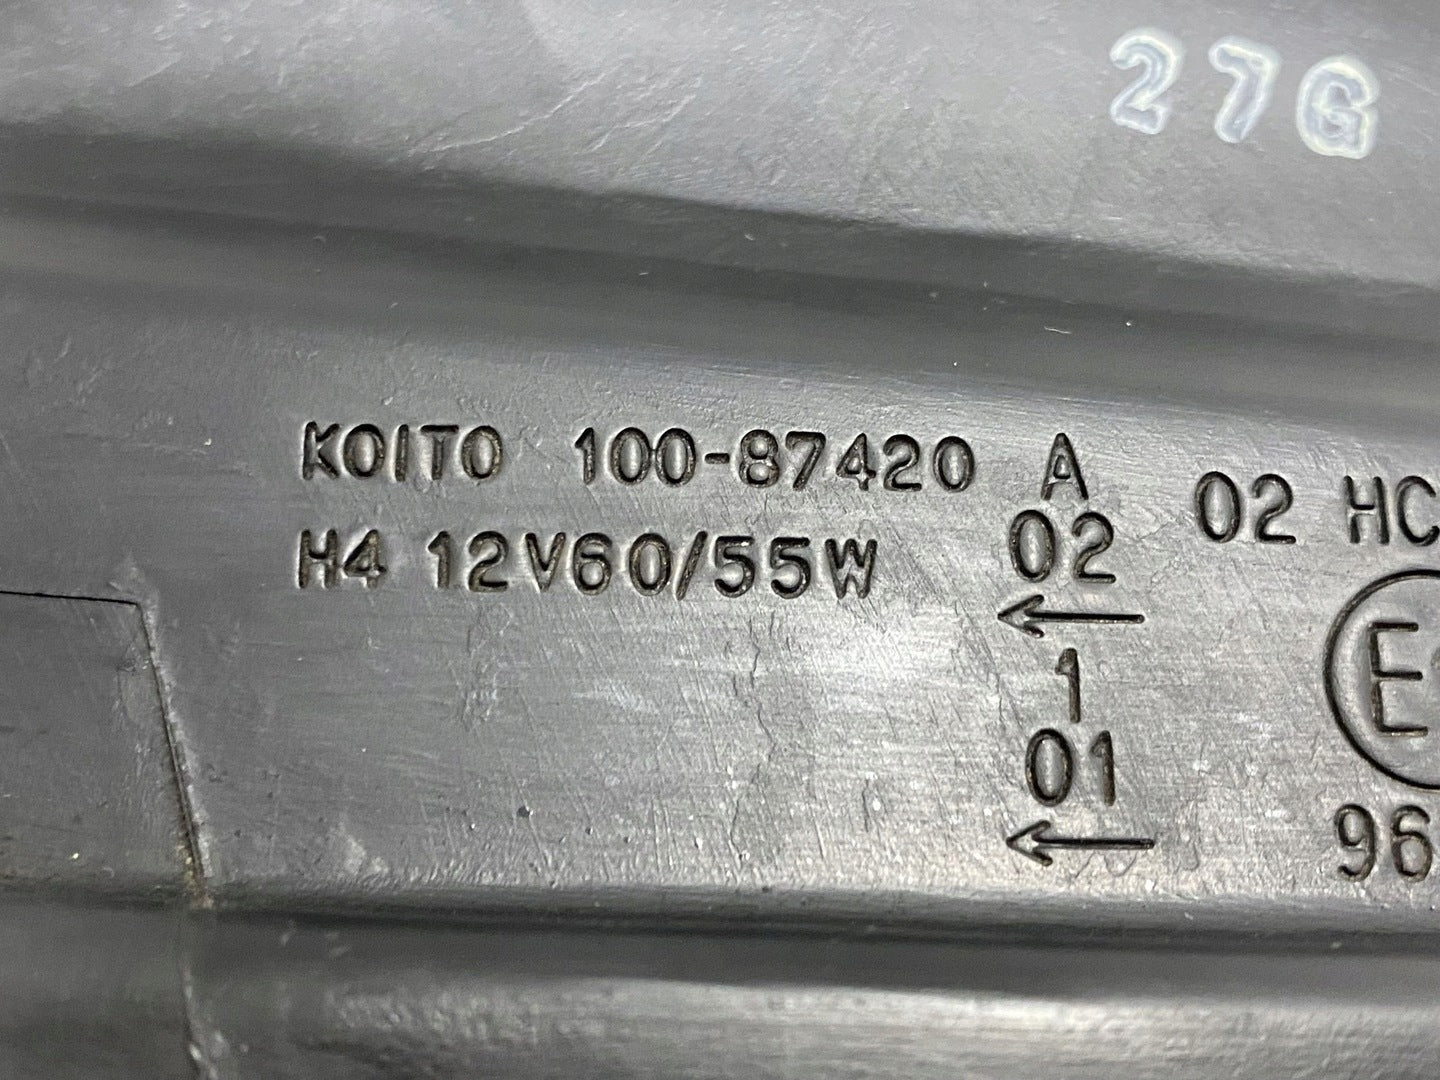 27G
KOITO 100-87420 A
H4 12V60/55W 02
←
1
01
←
02 HC
E
96